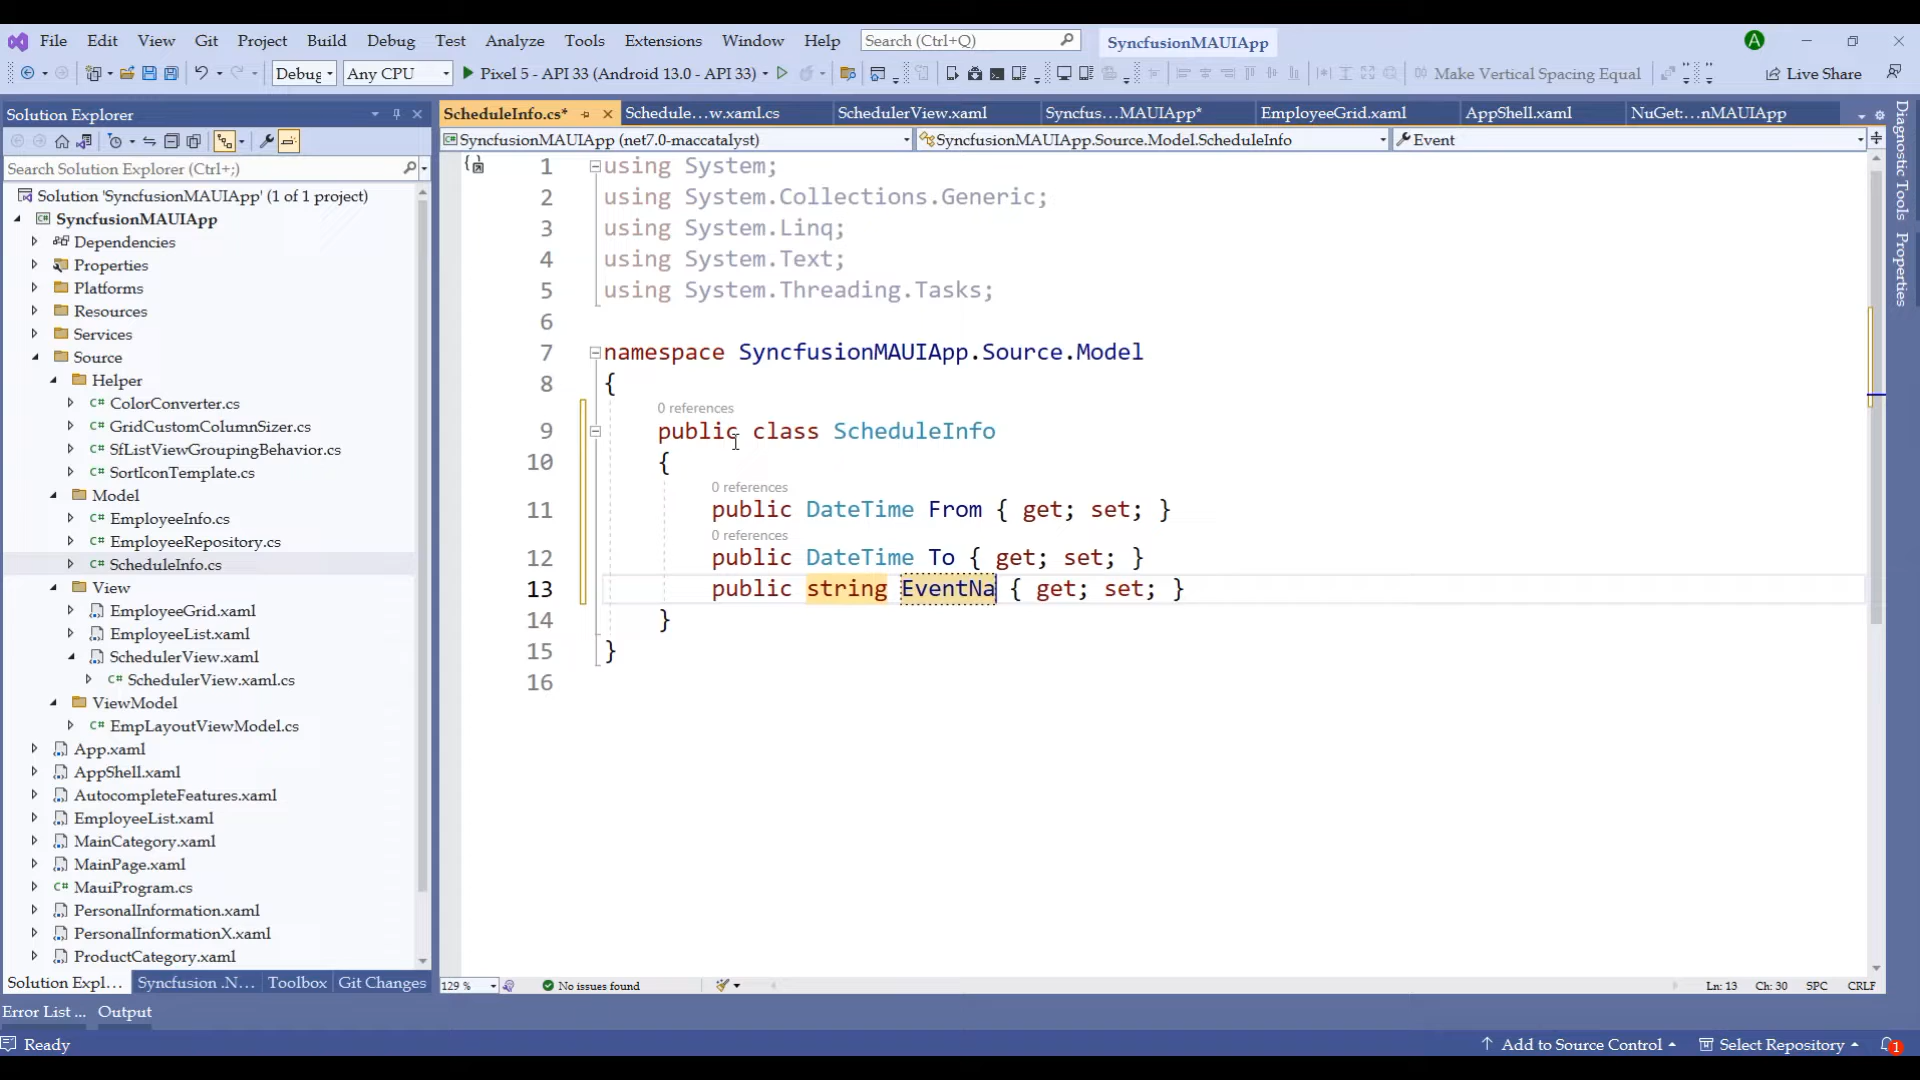 File Edit View Git Project Build Debug Test Analyze Tools Extensions Window Help Search (Ctrl+Q) SyncfusionMAUIApp A
Debug Any CPU Pixel 5 - API 33 (Android 13.0 - API 33) Make Vertical Spacing Equal Live Share
Solution Explorer
Search Solution Explorer (Ctrl+;)
Solution 'SyncfusionMAUIApp' (1 of 1 project)
SyncfusionMAUIApp
Dependencies
Properties
Platforms
Resources
Services
Source
Helper
C# ColorConverter.cs
C# GridCustomColumnSizer.cs
C# SfListViewGroupingBehavior.cs
C# SortIconTemplate.cs
Model
C# EmployeeInfo.cs
C# EmployeeRepository.cs
C# ScheduleInfo.cs
View
EmployeeGrid.xaml
EmployeeList.xaml
SchedulerView.xaml
C# SchedulerView.xaml.cs
ViewModel
C# EmpLayoutViewModel.cs
App.xaml
AppShell.xaml
AutocompleteFeatures.xaml
EmployeeList.xaml
MainCategory.xaml
MainPage.xaml
C# MauiProgram.cs
PersonalInformation.xaml
PersonalInformationX.xaml
ProductCategory.xaml
Solution Expl... Syncfusion .N... Toolbox Git Changes
ScheduleInfo.cs* Schedule...w.xaml.cs SchedulerView.xaml Syncfus...MAUIApp* EmployeeGrid.xaml AppShell.xaml NuGet:...nMAUIApp
SyncfusionMAUIApp (net7.0-maccatalyst) SyncfusionMAUIApp.Source.Model.ScheduleInfo Event
1 using System;
2 using System.Collections.Generic;
3 using System.Linq;
4 using System.Text;
5 using System.Threading.Tasks;
6
7 namespace SyncfusionMAUIApp.Source.Model
8 {
0 references
9 public class ScheduleInfo
10 {
0 references
11 public DateTime From { get; set; }
0 references
12 public DateTime To { get; set; }
13 public string EventNa { get; set; }
14 }
15 }
16
129 % No issues found Ln: 13 Ch: 30 SPC CRLF
Diagnostic Tools
Properties
Error List ... Output
Ready Add to Source Control Select Repository 1